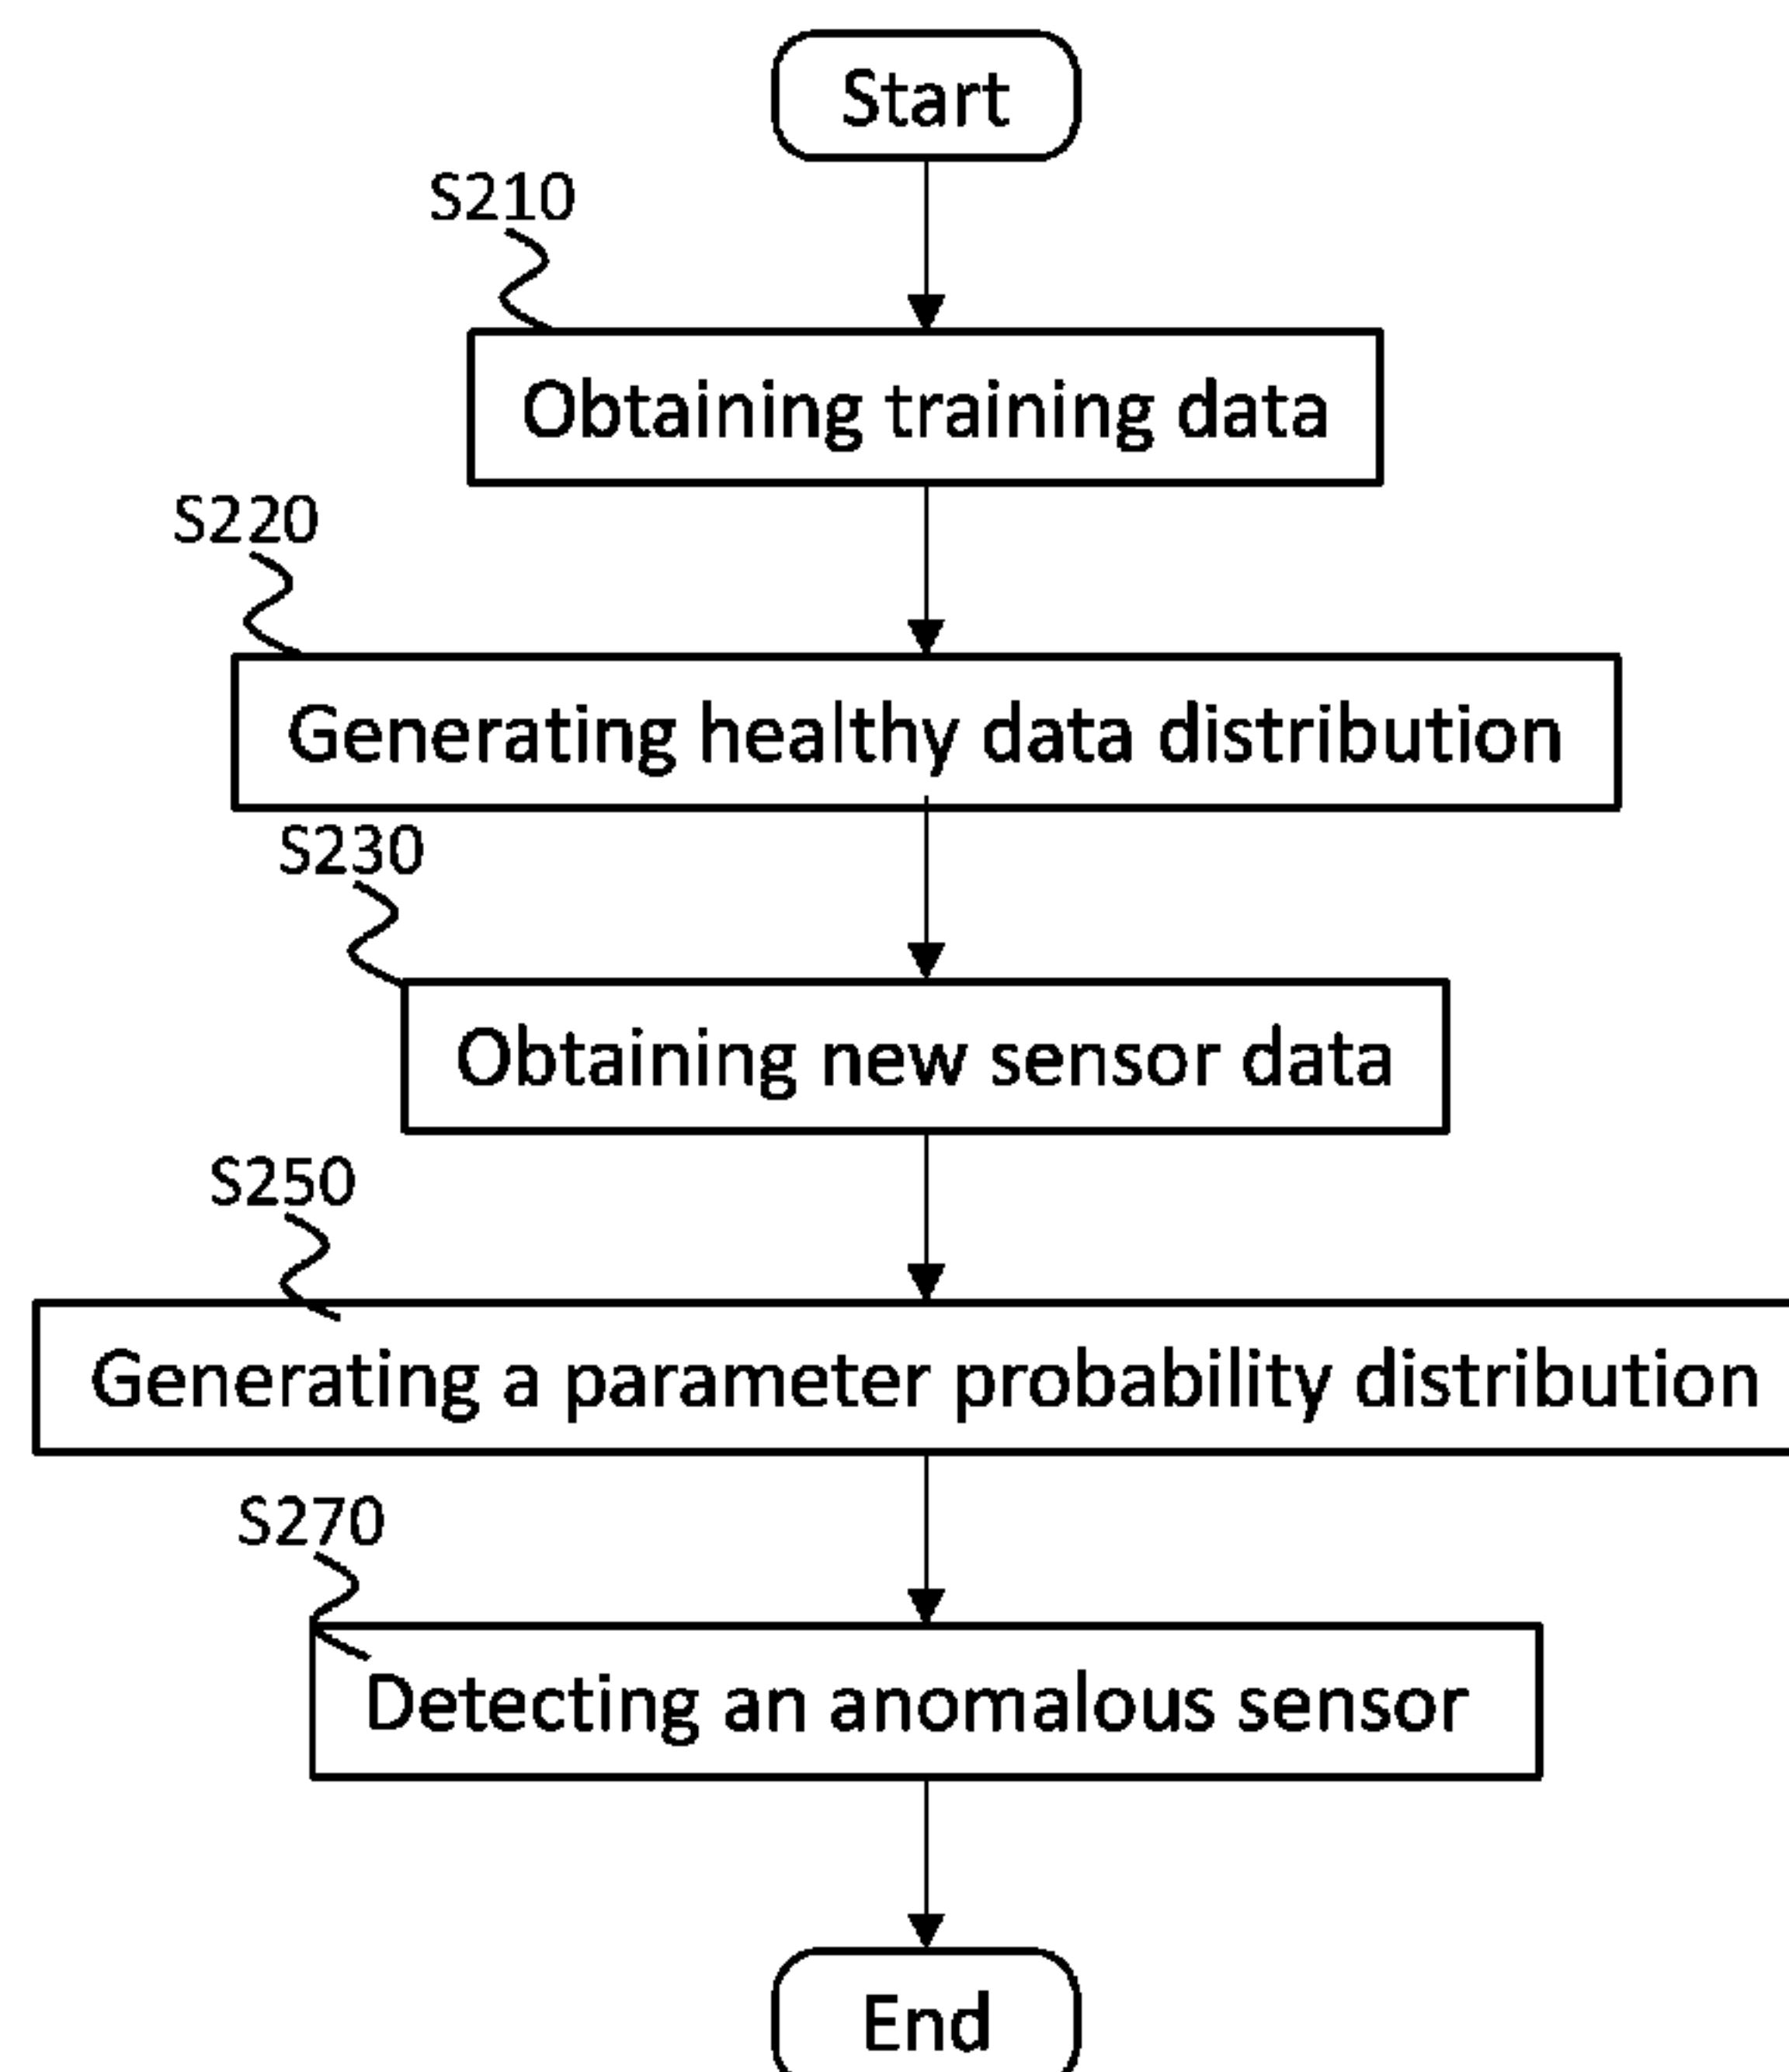 Start
S210
Obtaining training data
S220
Generating healthy data distribution
S230
Obtaining new sensor data
S250
Generating a parameter probability distribution
S270
Detecting an anomalous sensor
End